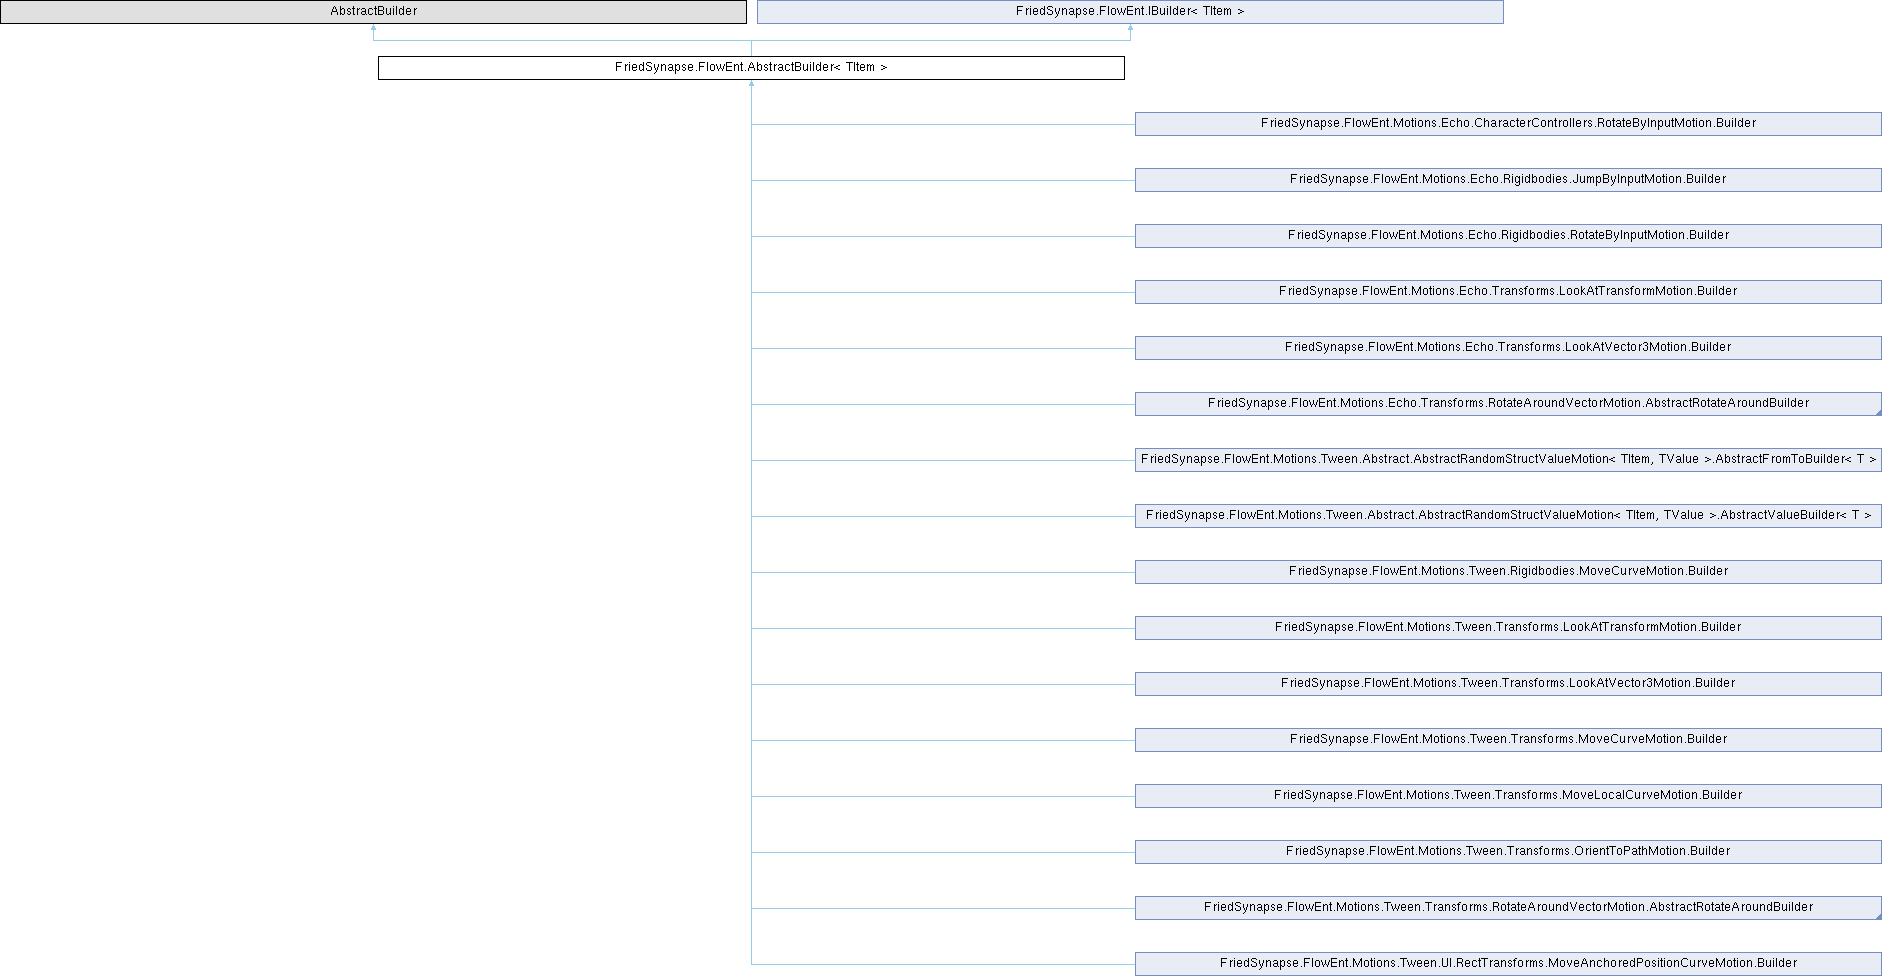 AbstractBuilder
FriedSynapse.FlowEnt.IBuilder< TItem >
FriedSynapse.FlowEnt.AbstractBuilder< TItem >
FriedSynapse.FlowEnt.Motions.Echo.CharacterControllers.RotateByInputMotion.Builder
FriedSynapse.FlowEnt.Motions.Echo.Rigidbodies.JumpByInputMotion.Builder
FriedSynapse.FlowEnt.Motions.Echo.Rigidbodies.RotateByInputMotion.Builder
FriedSynapse.FlowEnt.Motions.Echo.Transforms.LookAtTransformMotion.Builder
FriedSynapse.FlowEnt.Motions.Echo.Transforms.LookAtVector3Motion.Builder
FriedSynapse.FlowEnt.Motions.Echo.Transforms.RotateAroundVectorMotion.AbstractRotateAroundBuilder
FriedSynapse.FlowEnt.Motions.Tween.Abstract.AbstractRandomStructValueMotion< TItem, TValue >.AbstractFromToBuilder< T >
FriedSynapse.FlowEnt.Motions.Tween.Abstract.AbstractRandomStructValueMotion< TItem, TValue >.AbstractValueBuilder< T >
FriedSynapse.FlowEnt.Motions.Tween.Rigidbodies.MoveCurveMotion.Builder
FriedSynapse.FlowEnt.Motions.Tween.Transforms.LookAtTransformMotion.Builder
FriedSynapse.FlowEnt.Motions.Tween.Transforms.LookAtVector3Motion.Builder
FriedSynapse.FlowEnt.Motions.Tween.Transforms.MoveCurveMotion.Builder
FriedSynapse.FlowEnt.Motions.Tween.Transforms.MoveLocalCurveMotion.Builder
FriedSynapse.FlowEnt.Motions.Tween.Transforms.OrientToPathMotion.Builder
FriedSynapse.FlowEnt.Motions.Tween.Transforms.RotateAroundVectorMotion.AbstractRotateAroundBuilder
FriedSynapse.FlowEnt.Motions.Tween.UI.RectTransforms.MoveAnchoredPositionCurveMotion.Builder